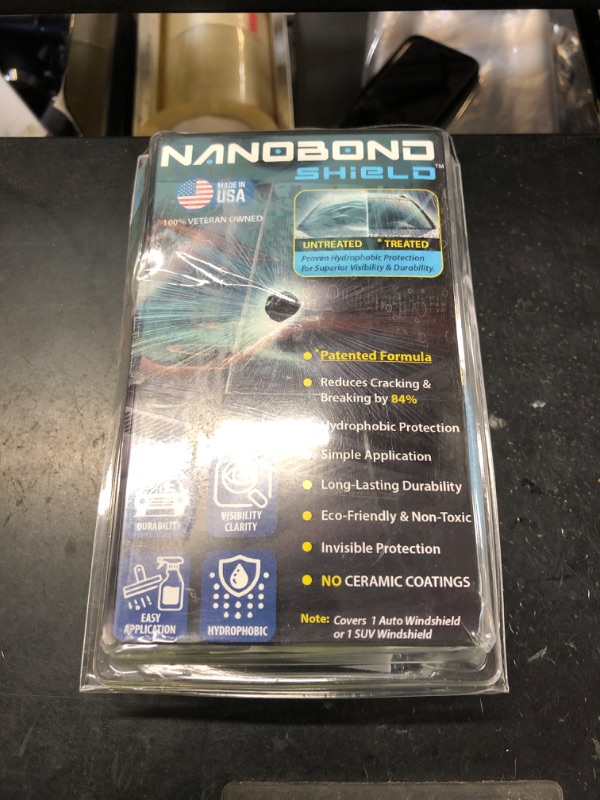 NANOBOND
SHiELD™
MADE IN
USA
100% VETERAN OWNED
UNTREATED * TREATED
Proven Hydrophobic Protection
for Superior Visibility & Durability.
*Patented Formula
Reduces Cracking &
Breaking by 84%
Hydrophobic Protection
Simple Application
Long-Lasting Durability
Eco-Friendly & Non-Toxic
Invisible Protection
NO CERAMIC COATINGS
DURABILITY
VISIBILITY
CLARITY
EASY
APPLICATION
HYDROPHOBIC
Note: Covers 1 Auto Windshield
or 1 SUV Windshield